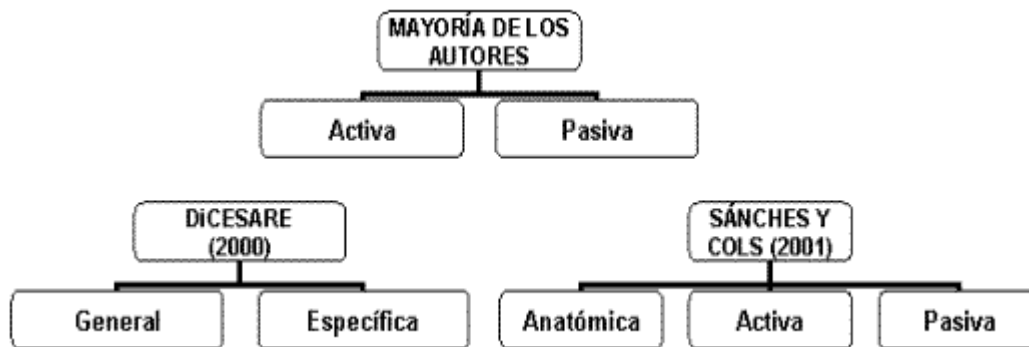 MAYORÍA DE LOS
AUTORES
Activa
Pasiva
DiCESARE
(2000)
SÁNCHES Y
COLS (2001)
General
Específica
Anatómica
Activa
Pasiva